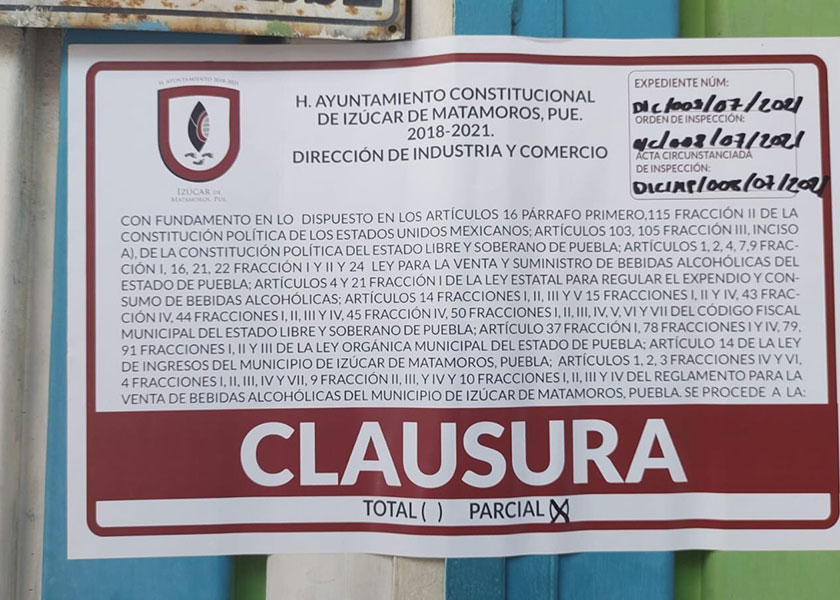 H. AYUNTAMIENTO 2018-2021
IZÚCAR DE
MATAMOROS, PUE.
H. AYUNTAMIENTO CONSTITUCIONAL
DE IZÚCAR DE MATAMOROS, PUE.
2018-2021.
DIRECCIÓN DE INDUSTRIA Y COMERCIO
EXPEDIENTE NÚM:
/07/2021
ORDEN DE INSPECCIÓN:
/008/07/2021
ACTA CIRCUNSTANCIADA
DE INSPECCIÓN:
/07/2021
CON FUNDAMENTO EN LO DISPUESTO EN LOS ARTÍCULOS 16 PÁRRAFO PRIMERO,115 FRACCIÓN II DE LA
CONSTITUCIÓN POLÍTICA DE LOS ESTADOS UNIDOS MEXICANOS; ARTÍCULOS 103, 105 FRACCIÓN III, INCISO
A), DE LA CONSTITUCIÓN POLÍTICA DEL ESTADO LIBRE Y SOBERANO DE PUEBLA; ARTÍCULOS 1, 2, 4, 7,9 FRAC-
CIÓN I, 16, 21, 22 FRACCIÓN I Y II Y 24 LEY PARA LA VENTA Y SUMINISTRO DE BEBIDAS ALCOHÓLICAS DEL
ESTADO DE PUEBLA; ARTÍCULOS 4 Y 21 FRACCIÓN I DE LA LEY ESTATAL PARA REGULAR EL EXPENDIO Y CON-
SUMO DE BEBIDAS ALCOHÓLICAS; ARTÍCULOS 14 FRACCIONES I, II, III Y V 15 FRACCIONES I, II Y IV, 43 FRAC-
CIÓN IV, 44 FRACCIONES I, II, III Y IV, 45 FRACCIÓN IV, 50 FRACCIONES I, II, III, IV, V, VI Y VII DEL CÓDIGO FISCAL
MUNICIPAL DEL ESTADO LIBRE Y SOBERANO DE PUEBLA; ARTÍCULO 37 FRACCIÓN I, 78 FRACCIONES I Y IV, 79,
91 FRACCIONES I, II Y III DE LA LEY ORGÁNICA MUNICIPAL DEL ESTADO DE PUEBLA; ARTÍCULO 14 DE LA LEY
DE INGRESOS DEL MUNICIPIO DE IZÚCAR DE MATAMOROS, PUEBLA; ARTÍCULOS 1, 2, 3 FRACCIONES IV Y VI,
4 FRACCIONES I, II, III, IV Y VII, 9 FRACCIÓN II, III, Y IV Y 10 FRACCIONES I, II, III Y IV DEL REGLAMENTO PARA LA
VENTA DE BEBIDAS ALCOHÓLICAS DEL MUNICIPIO DE IZÚCAR DE MATAMOROS, PUEBLA. SE PROCEDE A LA:
CLAUSURA
TOTAL ( ) PARCIAL (X)